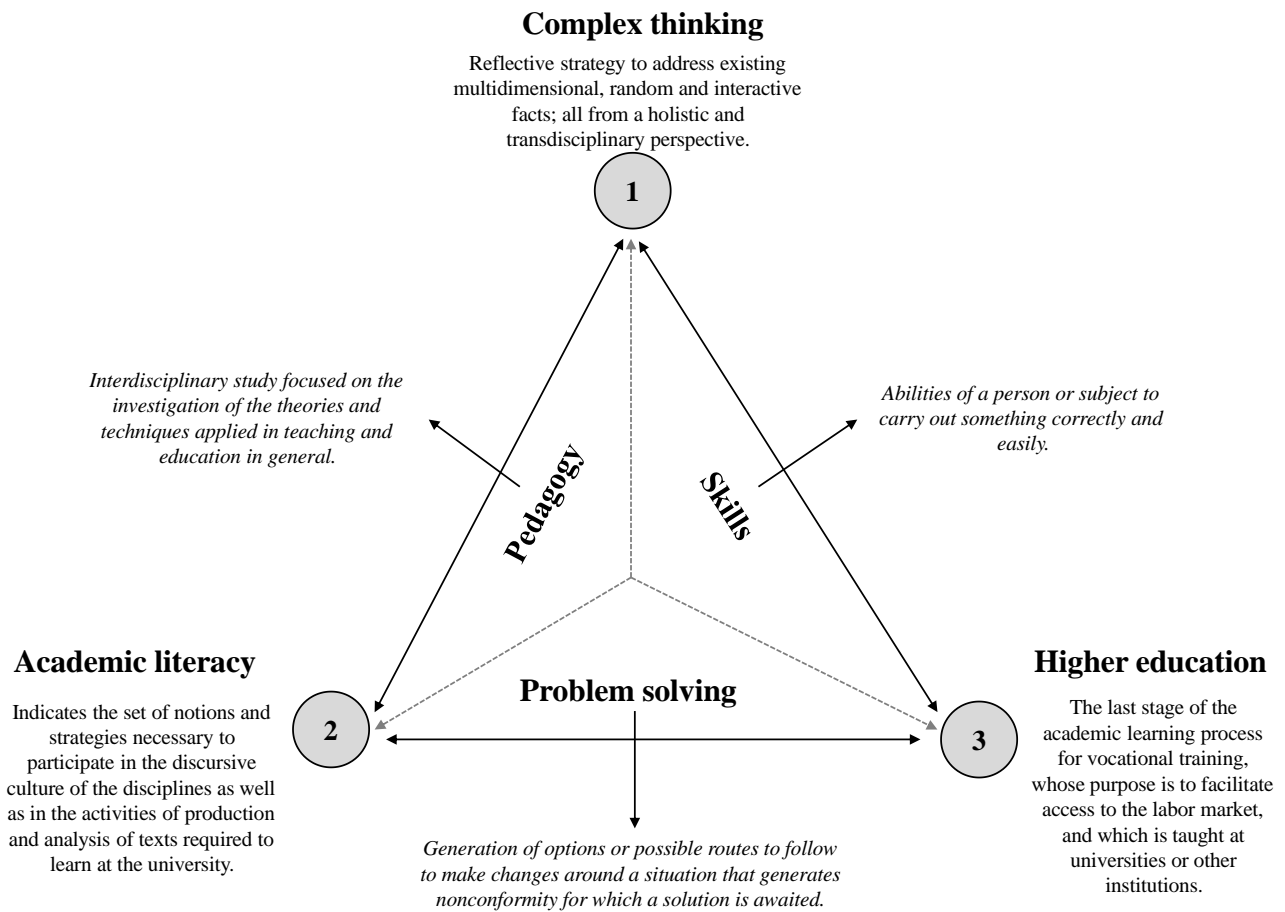 Complex thinking
Reflective strategy to address existing
multidimensional, random and interactive
facts; all from a holistic and
transdisciplinary perspective.
1
Interdisciplinary study focused on the
investigation of the theories and
techniques applied in teaching and
education in general.
Abilities of a person or subject to
carry out something correctly and
easily.
Pedagogy
Skills
Academic literacy
Indicates the set of notions and
strategies necessary to
participate in the discursive
culture of the disciplines as well
as in the activities of production
and analysis of texts required to
learn at the university.
2
Problem solving
3
Higher education
The last stage of the
academic learning process
for vocational training,
whose purpose is to facilitate
access to the labor market,
and which is taught at
universities or other
institutions.
Generation of options or possible routes to follow
to make changes around a situation that generates
nonconformity for which a solution is awaited.